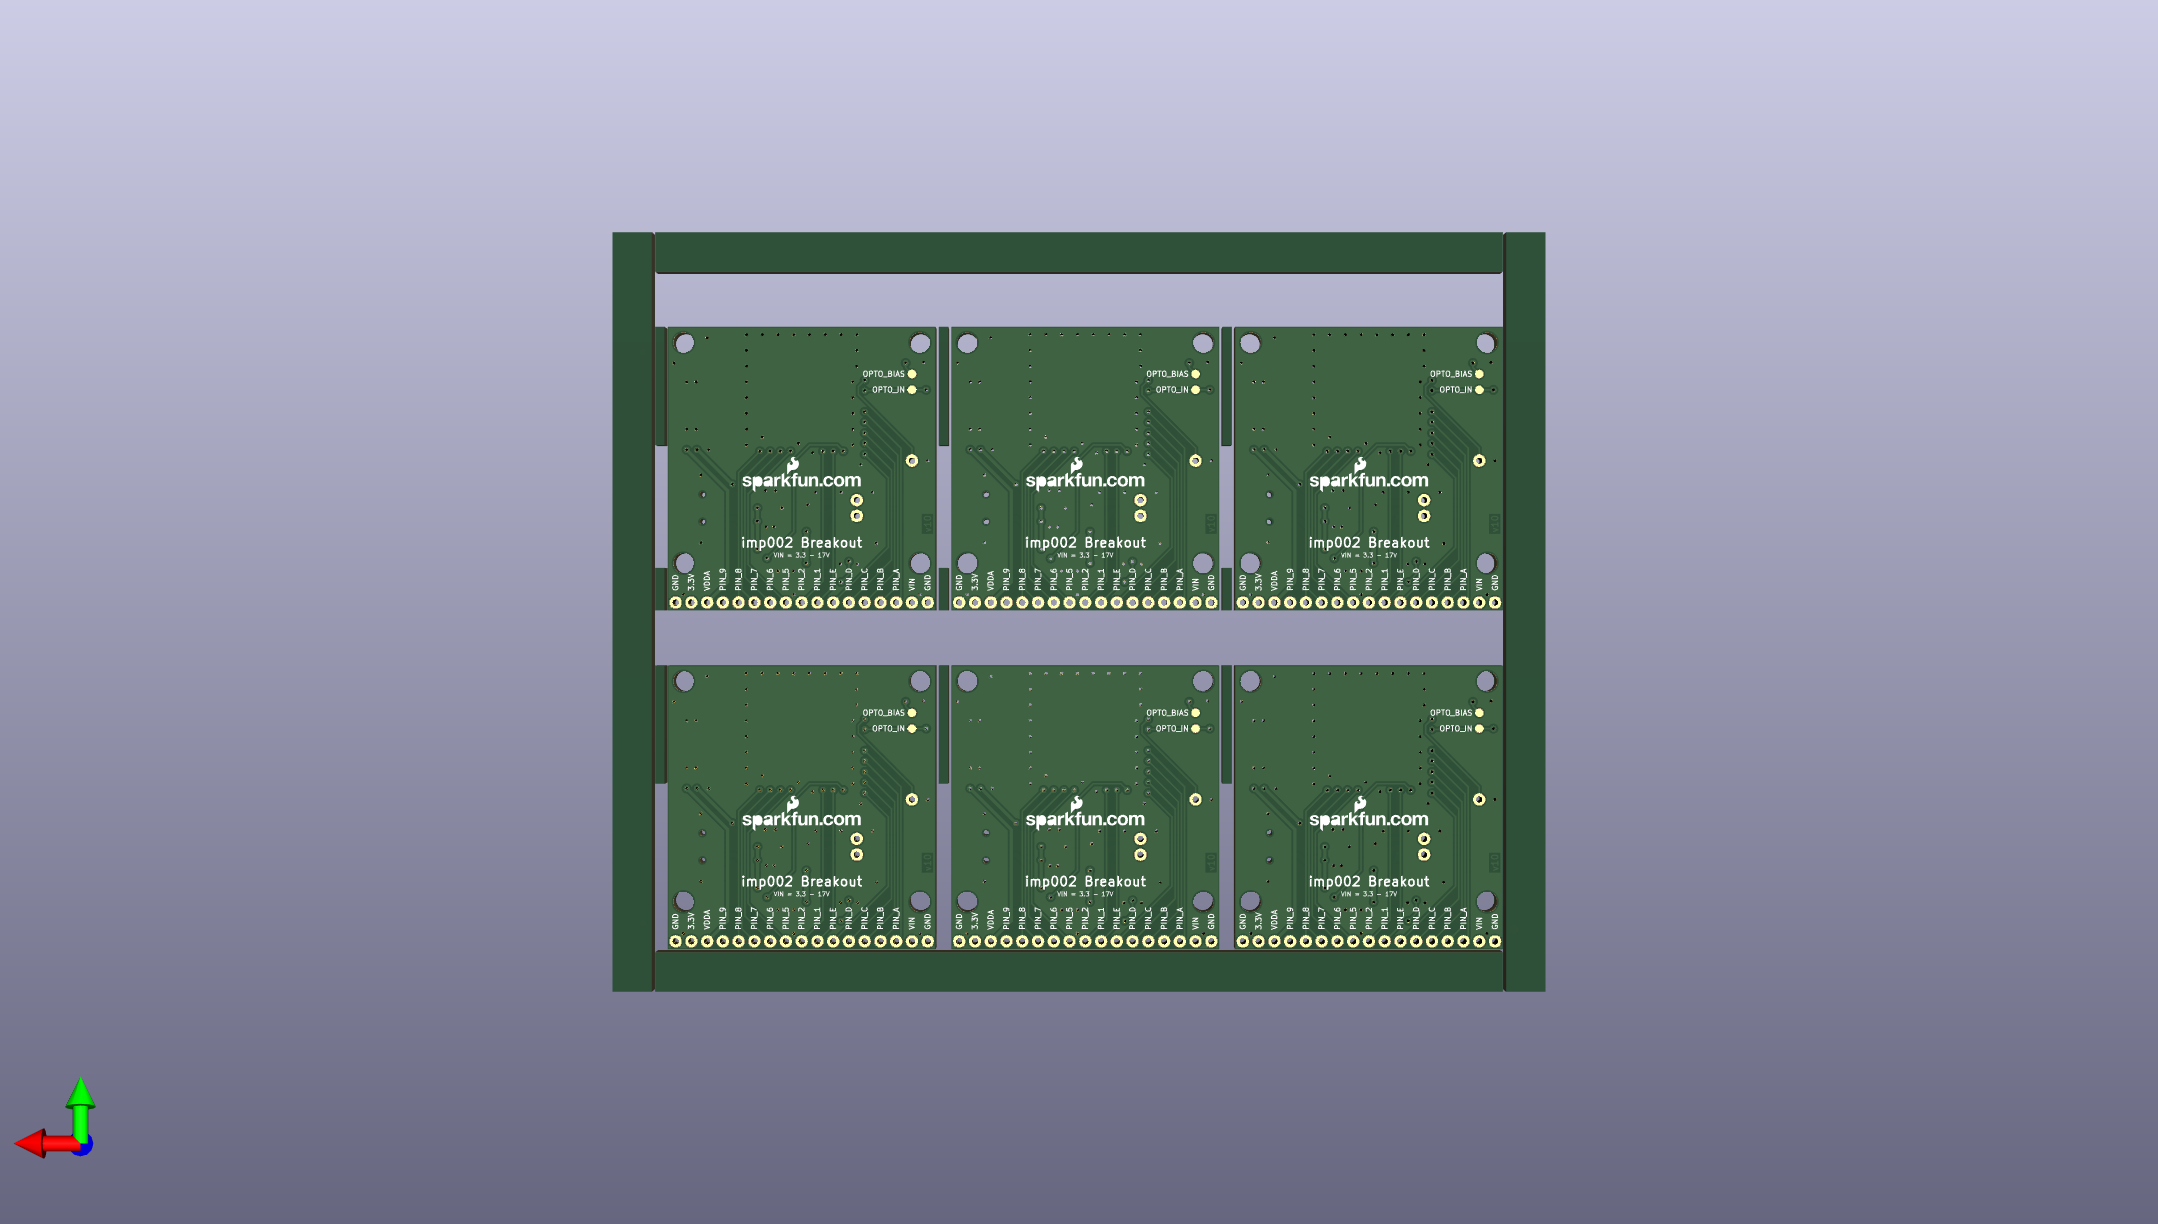 OPTO_BIAS
OPTO_IN
sparkfun.com
v10
imp002 Breakout
VIN = 3.3 - 17V
GND 3.3V VDDA PIN_9 PIN_8 PIN_7 PIN_6 PIN_5 PIN_2 PIN_1 PIN_E PIN_D PIN_C PIN_B PIN_A VIN GND
OPTO_BIAS
OPTO_IN
sparkfun.com
v10
imp002 Breakout
VIN = 3.3 - 17V
GND 3.3V VDDA PIN_9 PIN_8 PIN_7 PIN_6 PIN_5 PIN_2 PIN_1 PIN_E PIN_D PIN_C PIN_B PIN_A VIN GND
OPTO_BIAS
OPTO_IN
sparkfun.com
v10
imp002 Breakout
VIN = 3.3 - 17V
GND 3.3V VDDA PIN_9 PIN_8 PIN_7 PIN_6 PIN_5 PIN_2 PIN_1 PIN_E PIN_D PIN_C PIN_B PIN_A VIN GND
OPTO_BIAS
OPTO_IN
sparkfun.com
v10
imp002 Breakout
VIN = 3.3 - 17V
GND 3.3V VDDA PIN_9 PIN_8 PIN_7 PIN_6 PIN_5 PIN_2 PIN_1 PIN_E PIN_D PIN_C PIN_B PIN_A VIN GND
OPTO_BIAS
OPTO_IN
sparkfun.com
v10
imp002 Breakout
VIN = 3.3 - 17V
GND 3.3V VDDA PIN_9 PIN_8 PIN_7 PIN_6 PIN_5 PIN_2 PIN_1 PIN_E PIN_D PIN_C PIN_B PIN_A VIN GND
OPTO_BIAS
OPTO_IN
sparkfun.com
v10
imp002 Breakout
VIN = 3.3 - 17V
GND 3.3V VDDA PIN_9 PIN_8 PIN_7 PIN_6 PIN_5 PIN_2 PIN_1 PIN_E PIN_D PIN_C PIN_B PIN_A VIN GND